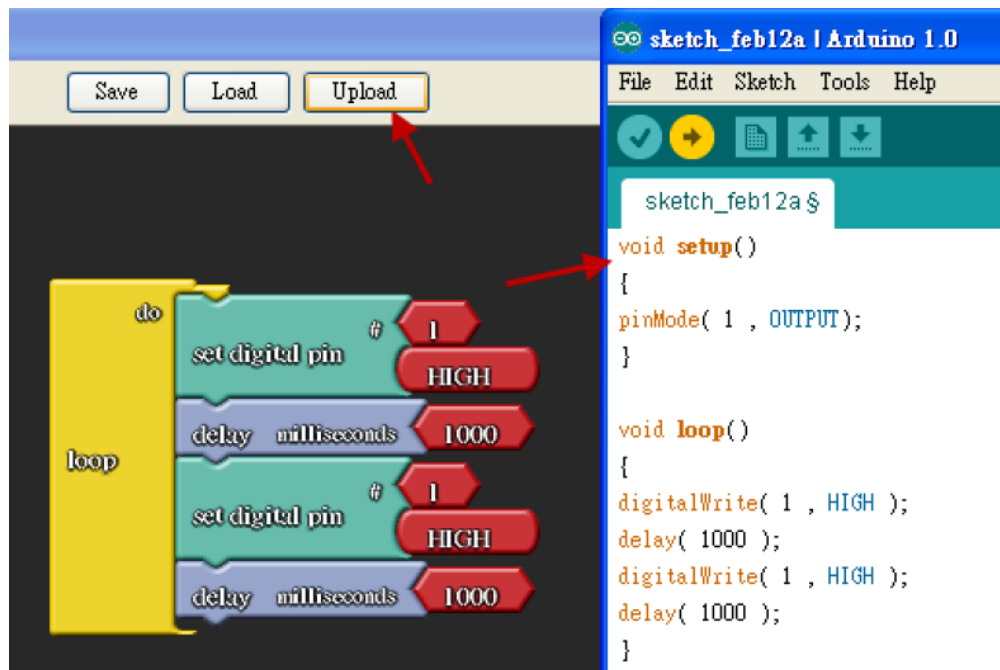 Save Load Upload
do
set digital pin # 1
HIGH
delay milliseconds 1000
loop
set digital pin # 1
HIGH
delay milliseconds 1000
sketch_feb12a | Arduino 1.0
File Edit Sketch Tools Help
sketch_feb12a §
void setup()
{
pinMode( 1 , OUTPUT);
}
void loop()
{
digitalWrite( 1 , HIGH );
delay( 1000 );
digitalWrite( 1 , HIGH );
delay( 1000 );
}